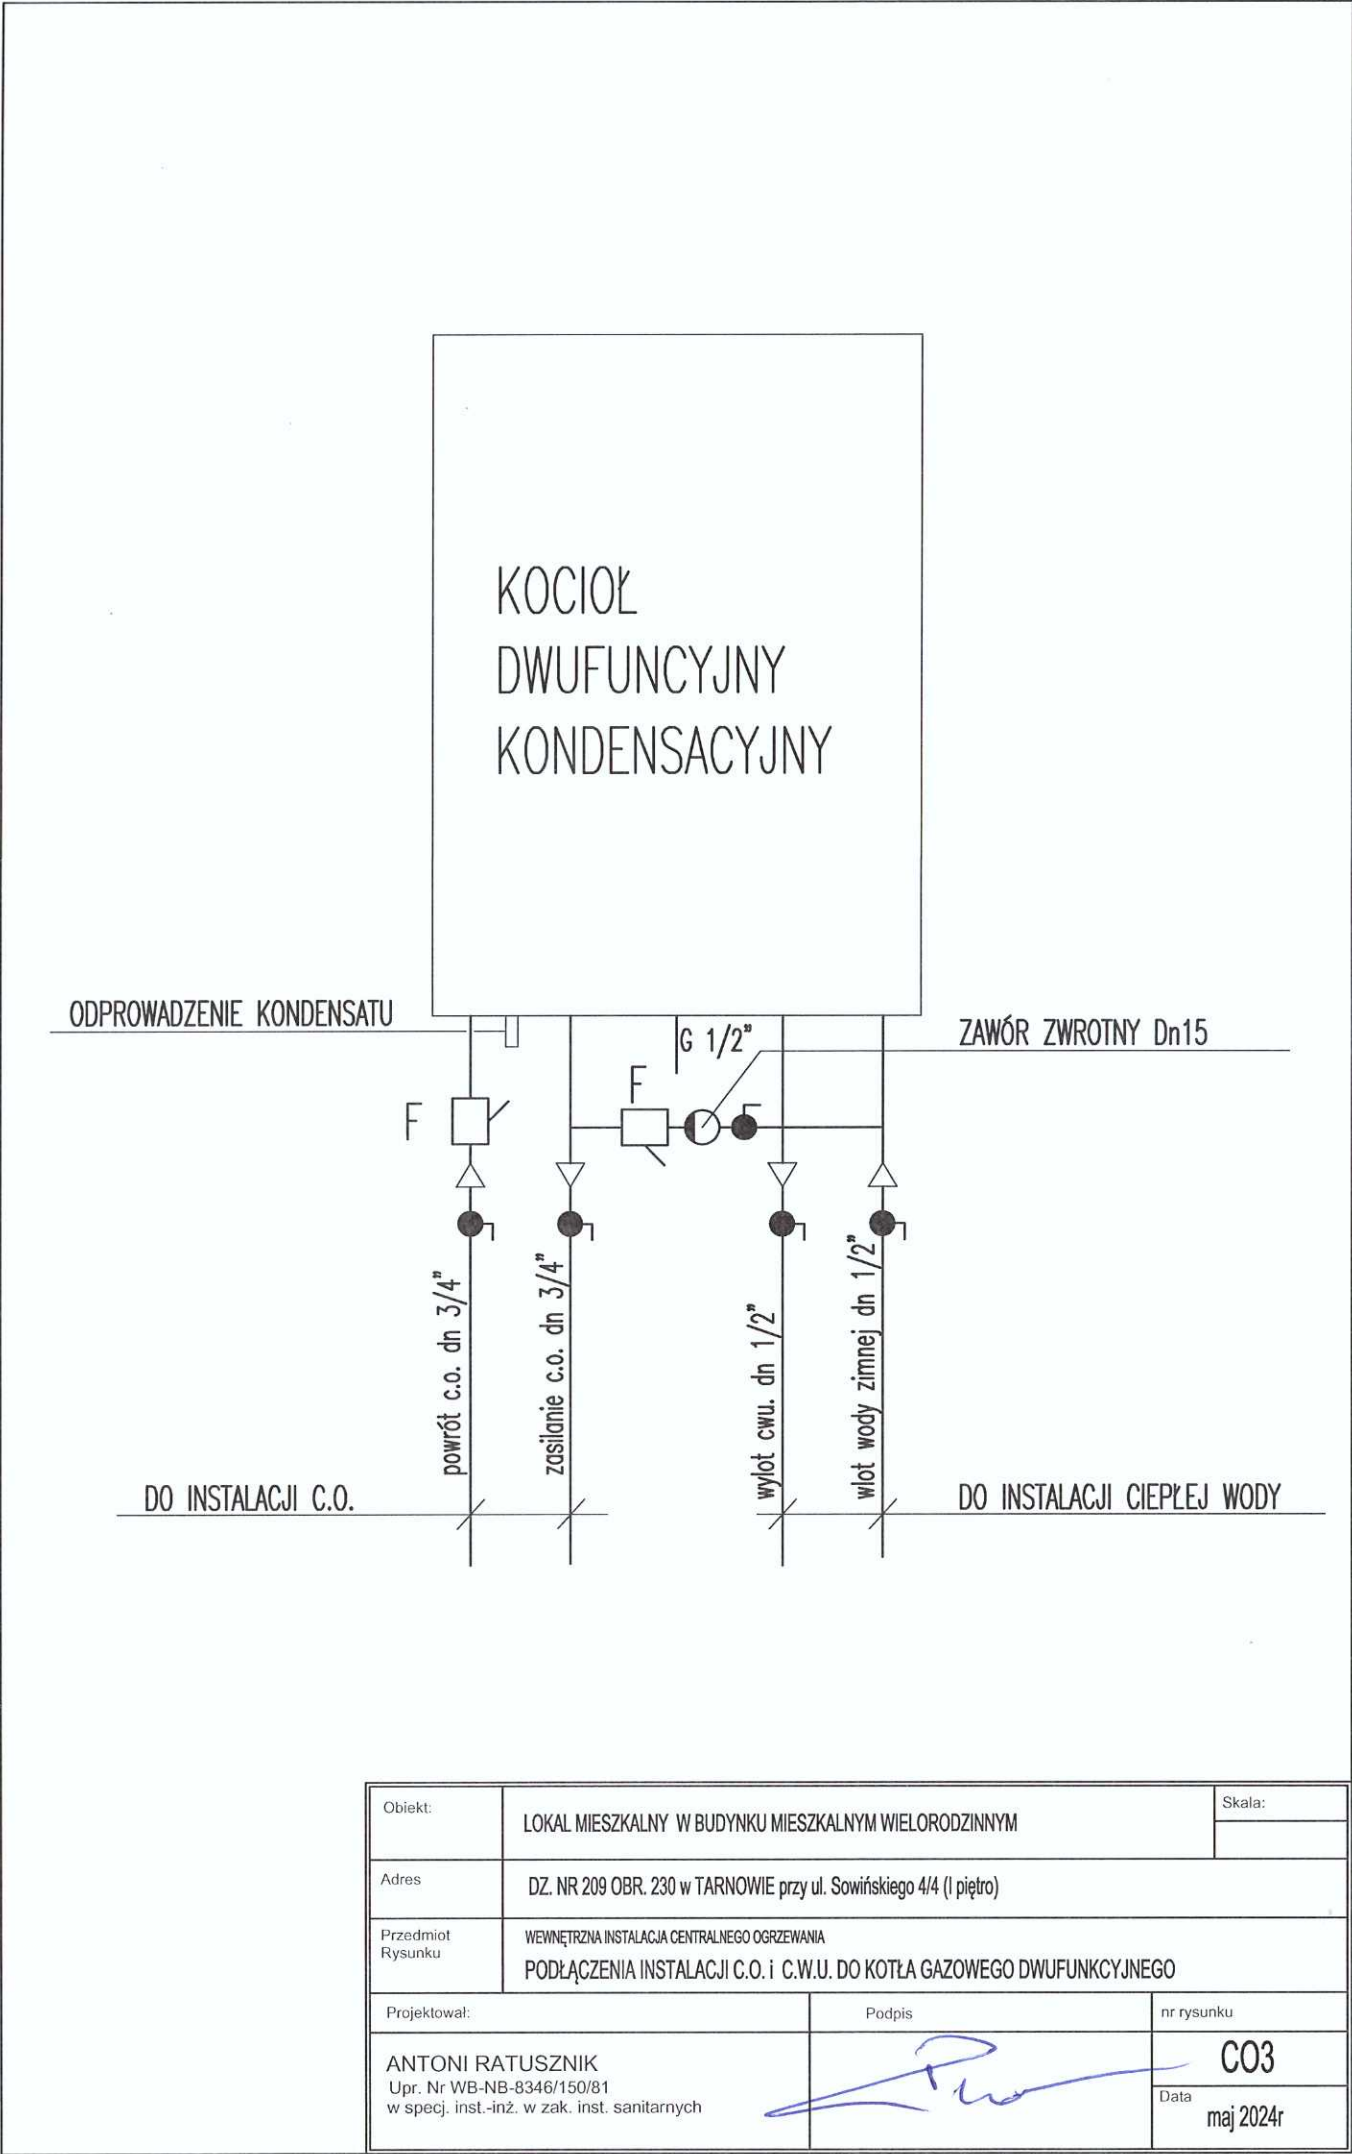 KOCIOŁ
DWUFUNCYJNY
KONDENSACYJNY
ODPROWADZENIE KONDENSATU
G 1/2"
ZAWÓR ZWROTNY Dn15
F
F
powrót c.o. dn 3/4"
zasilanie c.o. dn 3/4"
wylot cwu. dn 1/2"
wlot wody zimnej dn 1/2"
DO INSTALACJI C.O.
DO INSTALACJI CIEPŁEJ WODY
Obiekt:
LOKAL MIESZKALNY W BUDYNKU MIESZKALNYM WIELORODZINNYM
Skala:
Adres
DZ. NR 209 OBR. 230 w TARNOWIE przy ul. Sowińskiego 4/4 (I piętro)
Przedmiot
Rysunku
WEWNĘTRZNA INSTALACJA CENTRALNEGO OGRZEWANIA
PODŁĄCZENIA INSTALACJI C.O. i C.W.U. DO KOTŁA GAZOWEGO DWUFUNKCYJNEGO
Projektował:
Podpis
nr rysunku
ANTONI RATUSZNIK
Upr. Nr WB-NB-8346/150/81
w specj. inst.-inż. w zak. inst. sanitarnych
CO3
Data
maj 2024r